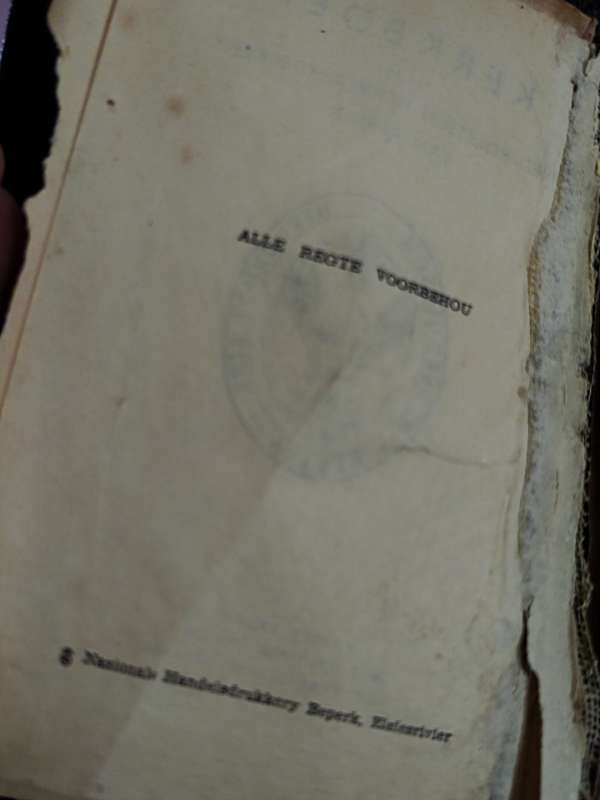 ALLE REGTE VOORBEHOU
Nasionale Handelsdrukkery Beperk, Elsiesrivier